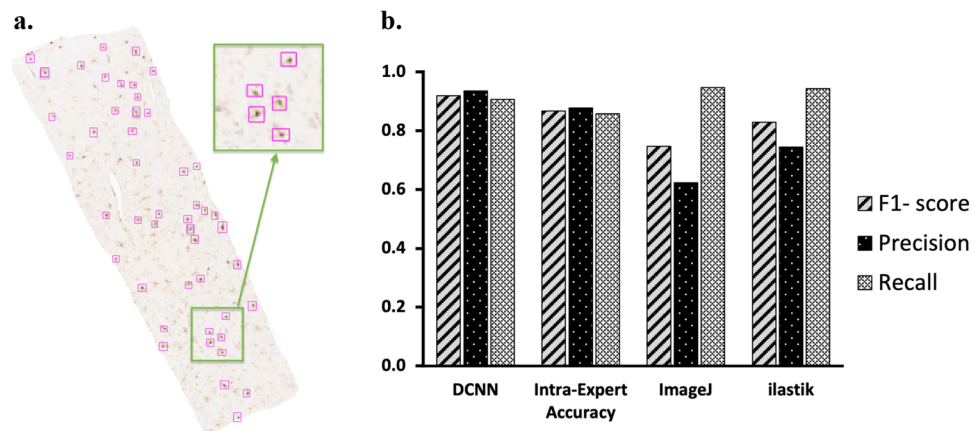 a.
b.
1.0
0.8
0.6
0.4
0.2
0.0
DCNN
Intra-Expert
Accuracy
ImageJ
ilastik
F1- score
Precision
Recall